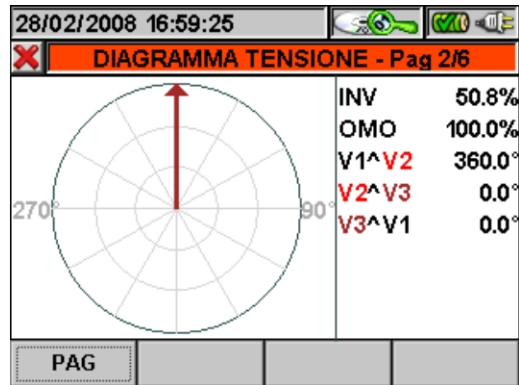 28/02/2008 16:59:25
DIAGRAMMA TENSIONE - Pag 2/6
INV 50.8%
OMO 100.0%
V1^V2 360.0°
V2^V3 0.0°
V3^V1 0.0°
270° 90°
PAG